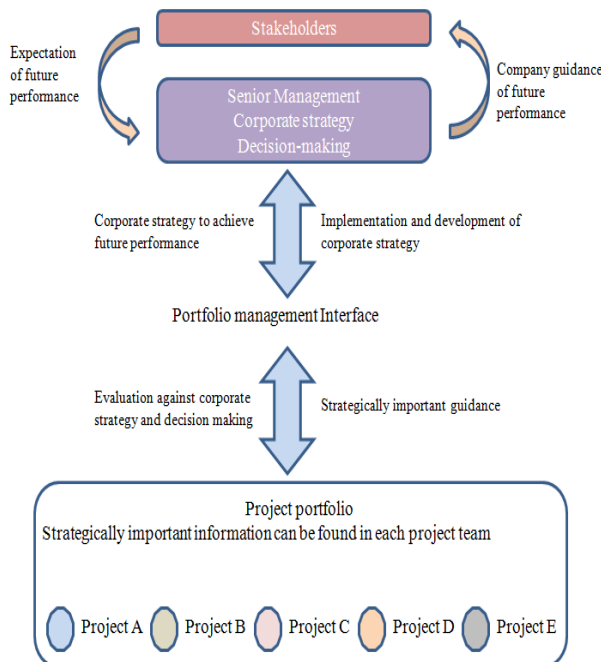 Stakeholders
Expectation
of future
performance
Company guidance
of future
performance
Senior Management
Corporate strategy
Decision-making
Corporate strategy to achieve
future performance
Implementation and development of
corporate strategy
Portfolio management Interface
Evaluation against corporate
strategy and decision making
Strategically important guidance
Project portfolio
Strategically important information can be found in each project team
Project A
Project B
Project C
Project D
Project E